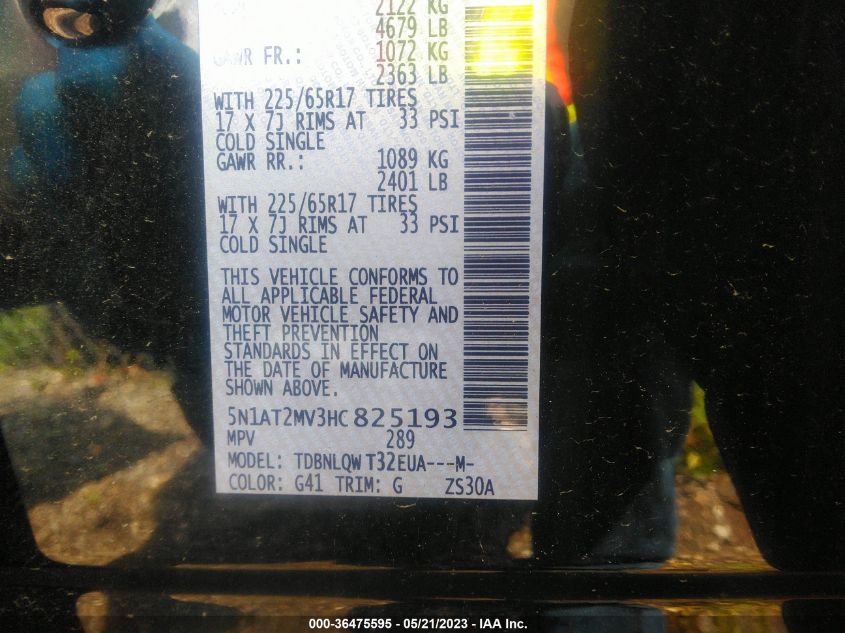 2122 KG
4679 LB
GAWR FR.: 1072 KG
2363 LB
WITH 225/65R17 TIRES
17 X 7J RIMS AT 33 PSI
COLD SINGLE
GAWR RR.: 1089 KG
2401 LB
WITH 225/65R17 TIRES
17 X 7J RIMS AT 33 PSI
COLD SINGLE
THIS VEHICLE CONFORMS TO
ALL APPLICABLE FEDERAL
MOTOR VEHICLE SAFETY AND
THEFT PREVENTION
STANDARDS IN EFFECT ON
THE DATE OF MANUFACTURE
SHOWN ABOVE.
5N1AT2MV3HC825193
MPV 289
MODEL: TDBNLQWT32EUA---M-
COLOR: G41 TRIM: G ZS30A
000-36475595 - 05/21/2023 - IAA Inc.